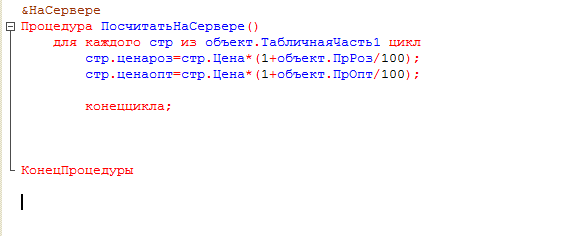 &НаСервере
Процедура ПосчитатьНаСервере()
для каждого стр из объект.ТабличнаяЧасть1 цикл
стр.ценароз=стр.Цена*(1+объект.ПрРоз/100);
стр.ценаопт=стр.Цена*(1+объект.ПрОпт/100);
конеццикла;
КонецПроцедуры